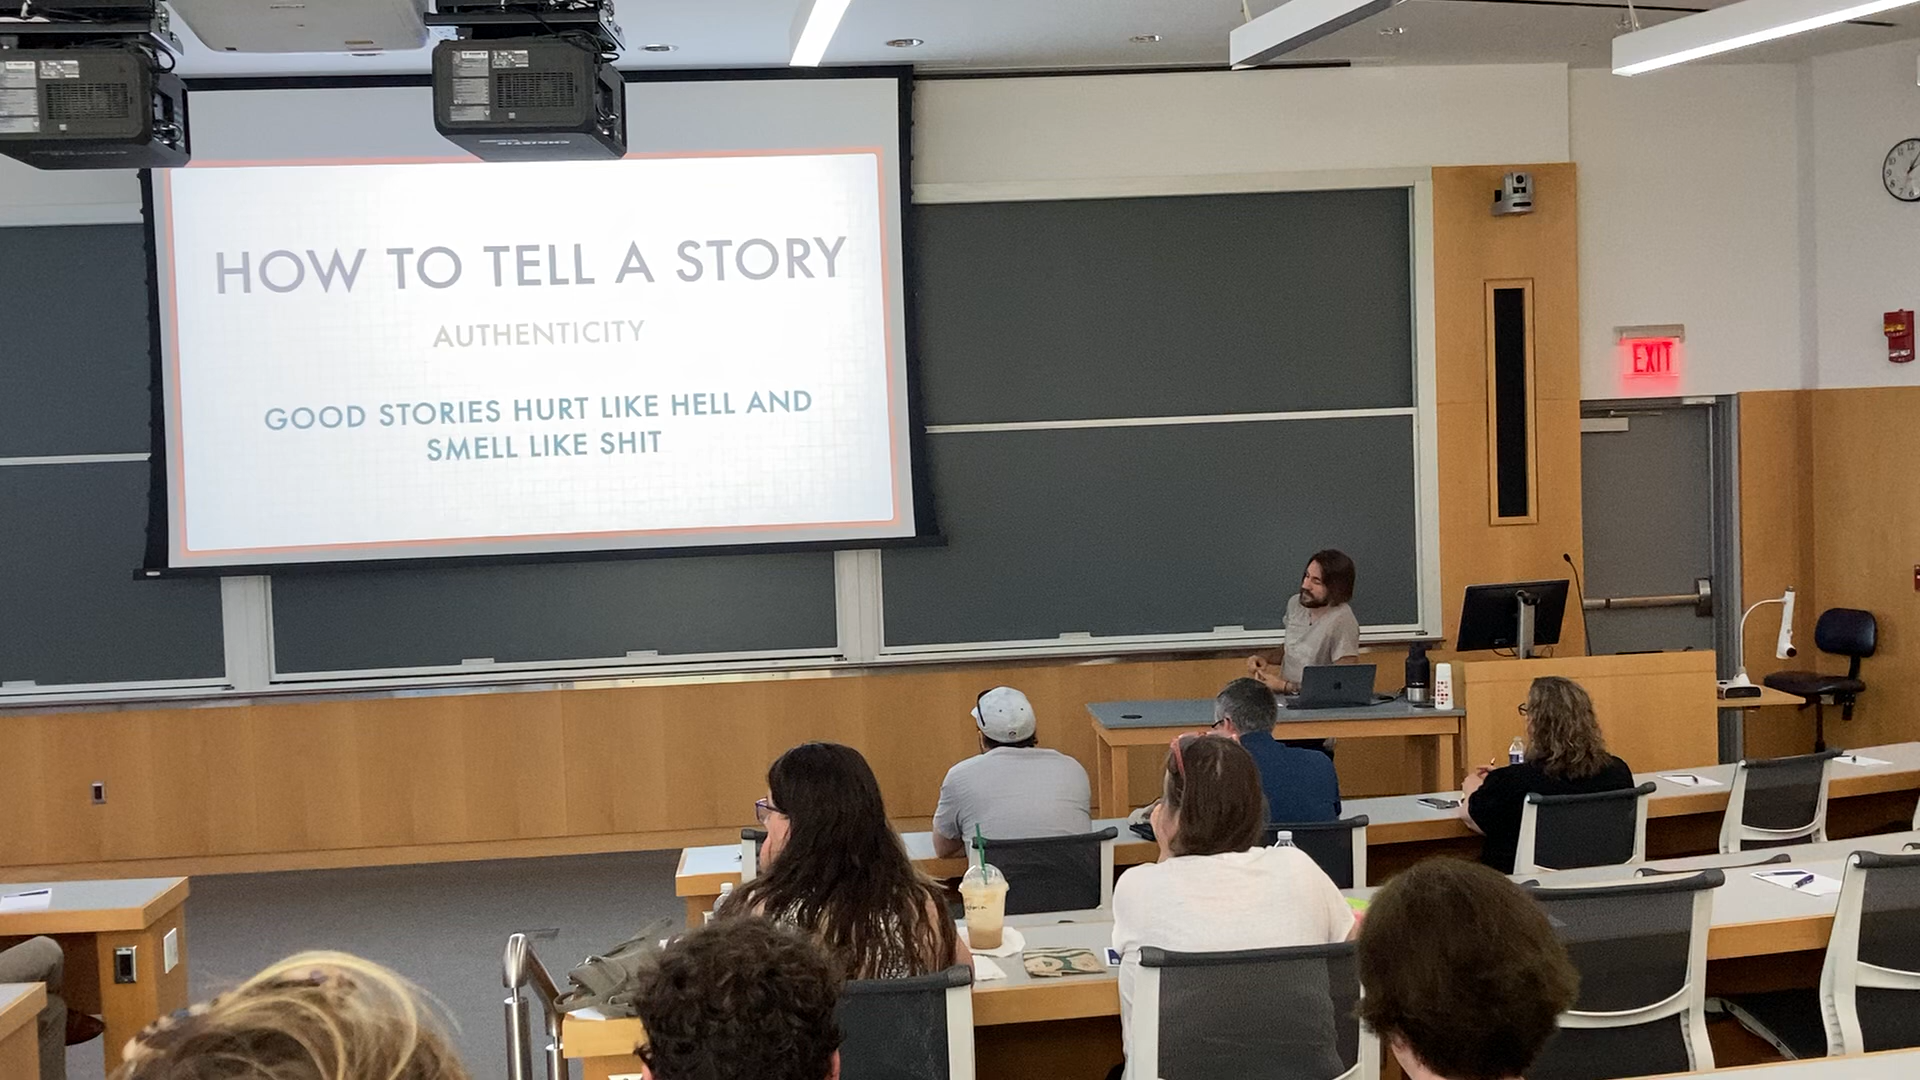 HOW TO TELL A STORY
AUTHENTICITY
GOOD STORIES HURT LIKE HELL AND
SMELL LIKE SHIT
EXIT